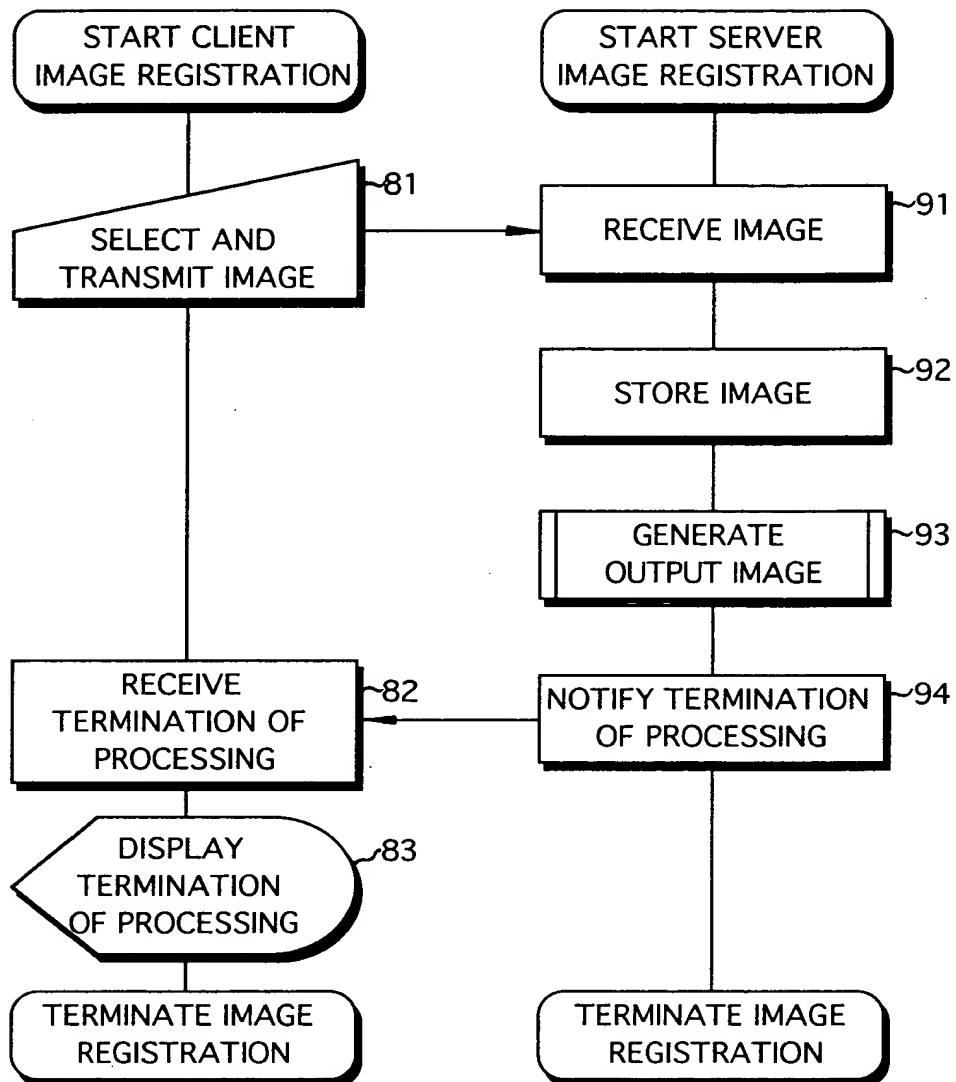 START CLIENT
IMAGE REGISTRATION
START SERVER
IMAGE REGISTRATION
81
SELECT AND
TRANSMIT IMAGE
91
RECEIVE IMAGE
92
STORE IMAGE
93
GENERATE
OUTPUT IMAGE
82
RECEIVE
TERMINATION OF
PROCESSING
94
NOTIFY TERMINATION
OF PROCESSING
83
DISPLAY
TERMINATION
OF PROCESSING
TERMINATE IMAGE
REGISTRATION
TERMINATE IMAGE
REGISTRATION